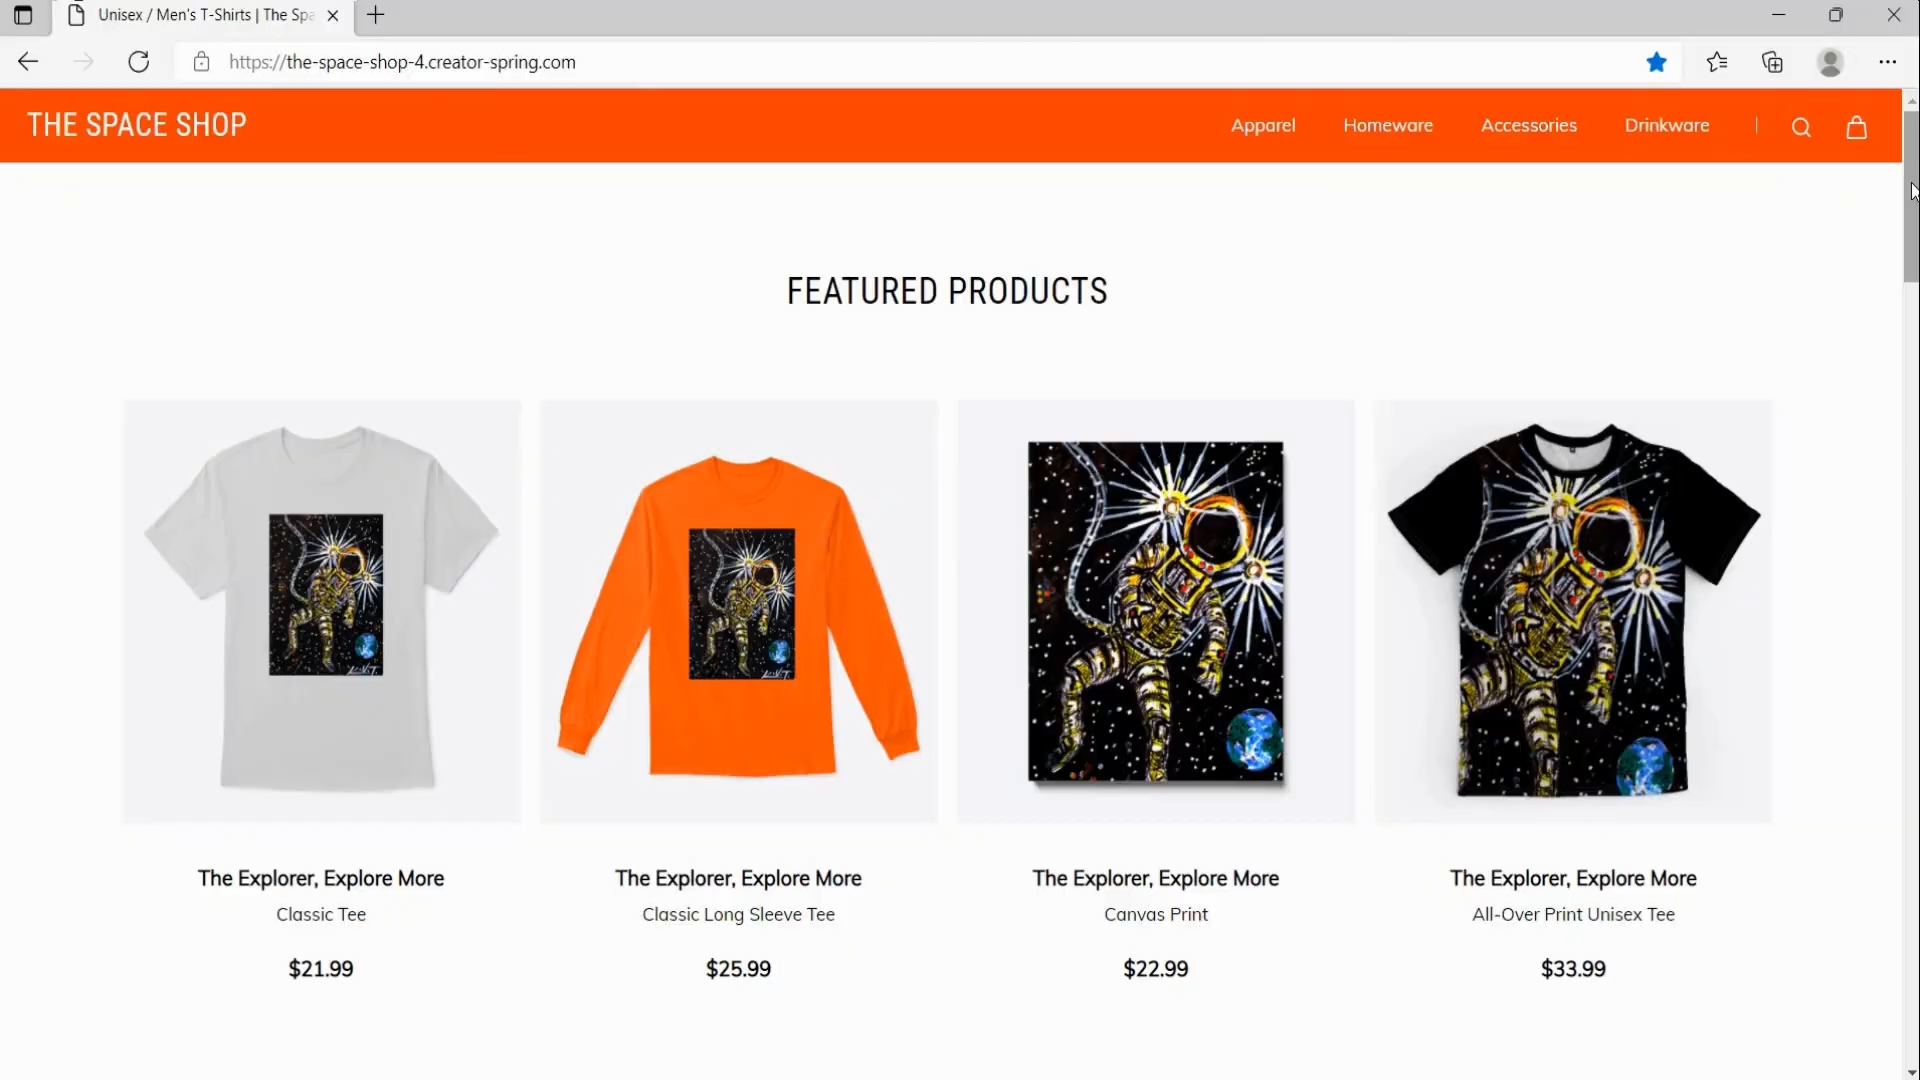 Unisex / Men's T-Shirts | The Spa
https://the-space-shop-4.creator-spring.com
THE SPACE SHOP
Apparel
Homeware
Accessories
Drinkware
FEATURED PRODUCTS
The Explorer, Explore More
Classic Tee
$21.99
The Explorer, Explore More
Classic Long Sleeve Tee
$25.99
The Explorer, Explore More
Canvas Print
$22.99
The Explorer, Explore More
All-Over Print Unisex Tee
$33.99